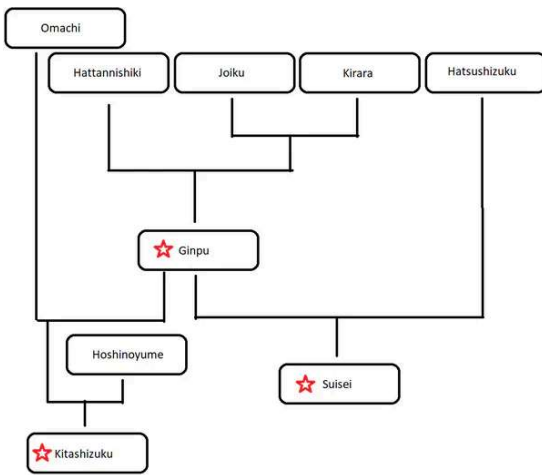 Omachi
Hattannishiki
Joiku
Kirara
Hatsushizuku
Ginpu
Hoshinoyume
Suisei
Kitashizuku